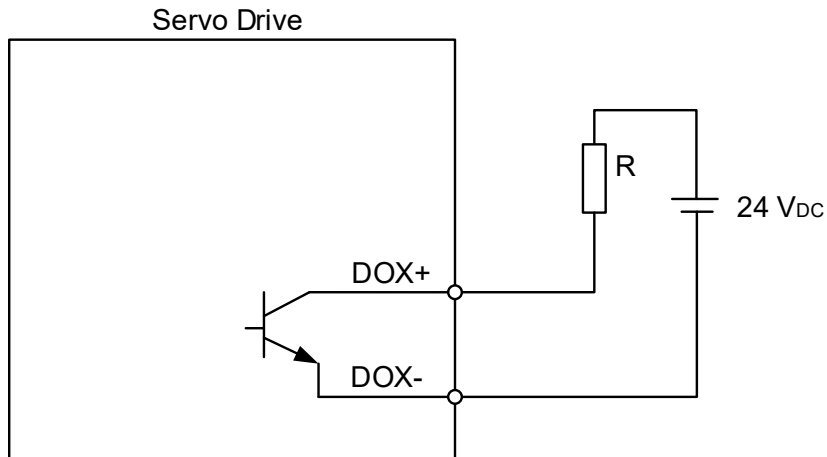 Servo Drive
R
24 VDC
DOX+
DOX-